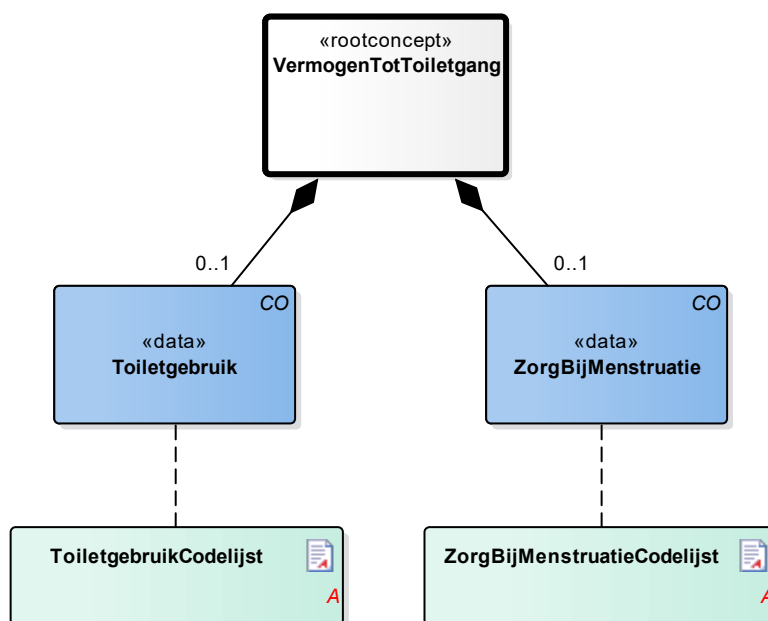 «rootconcept»
VermogenTotToiletgang
0..1
0..1
CO
«data»
Toiletgebruik
CO
«data»
ZorgBijMenstruatie
ToiletgebruikCodelijst
A
ZorgBijMenstruatieCodelijst
A